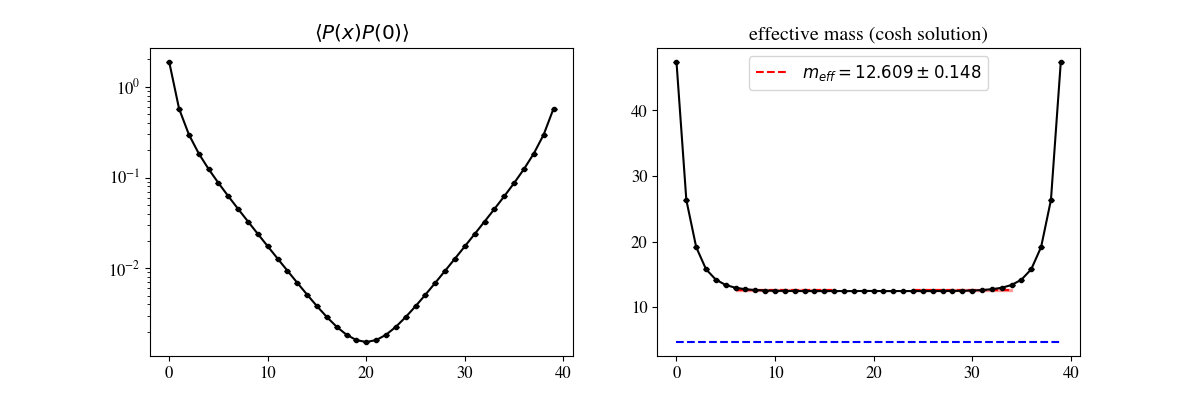 ⟨P(x)P(0)⟩
10⁰
10⁻¹
10⁻²
0 10 20 30 40
effective mass (cosh solution)
m_eff = 12.609 ± 0.148
40
30
20
10
0 10 20 30 40